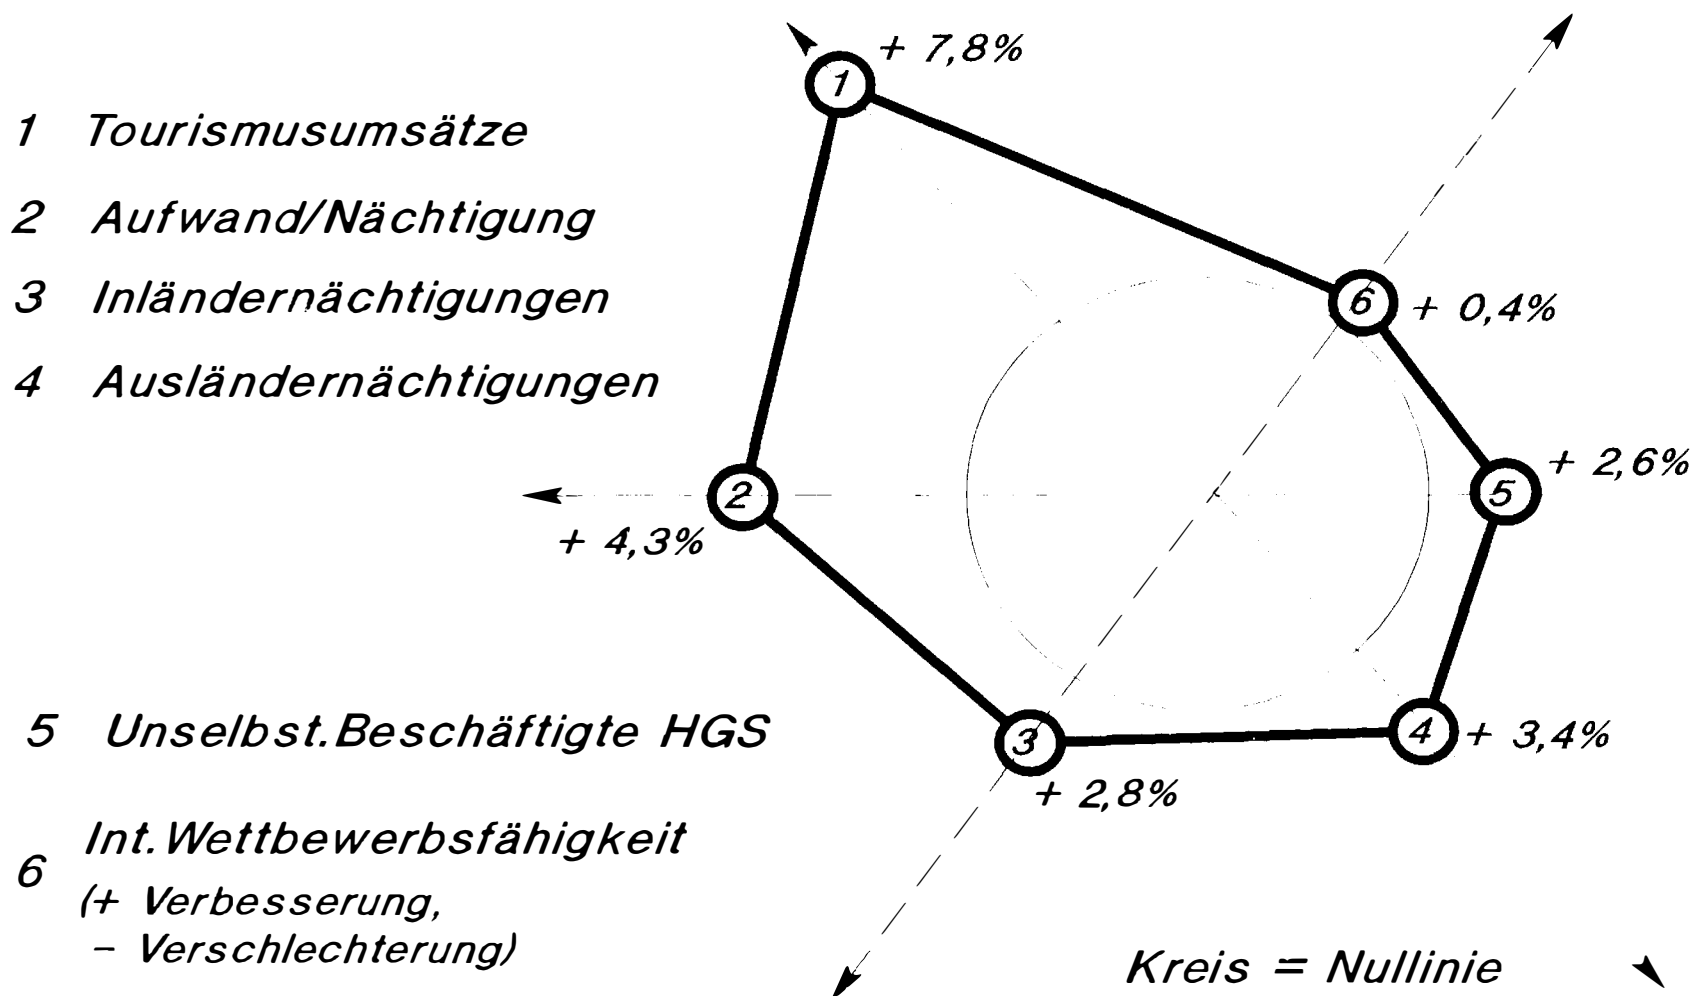 1 Tourismusumsätze
2 Aufwand/Nächtigung
3 Inländernächtigungen
4 Ausländernächtigungen
5 Unselbst.Beschäftigte HGS
6 Int.Wettbewerbsfähigkeit
(+ Verbesserung,
– Verschlechterung)
1 + 7,8%
6 + 0,4%
5 + 2,6%
2
+ 4,3%
4 + 3,4%
3
+ 2,8%
Kreis = Nullinie